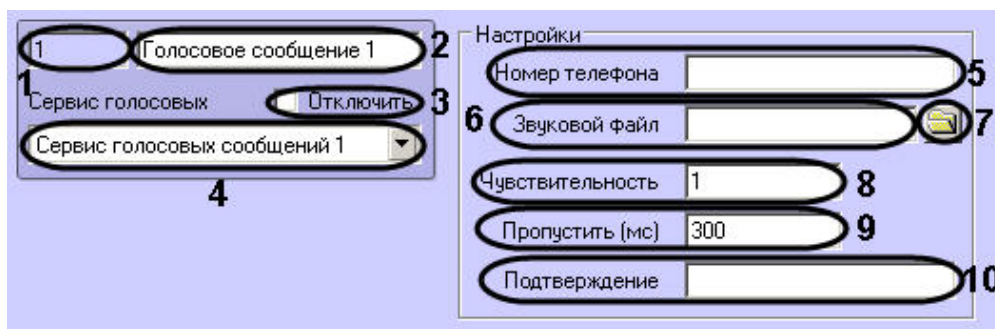 1 Голосовое сообщение 1 2
1
Сервис голосовых Отключить 3
Сервис голосовых сообщений 1
4
Настройки
Номер телефона 5
6 Звуковой файл 7
Чувствительность 1 8
Пропустить (мс) 300 9
Подтверждение 10